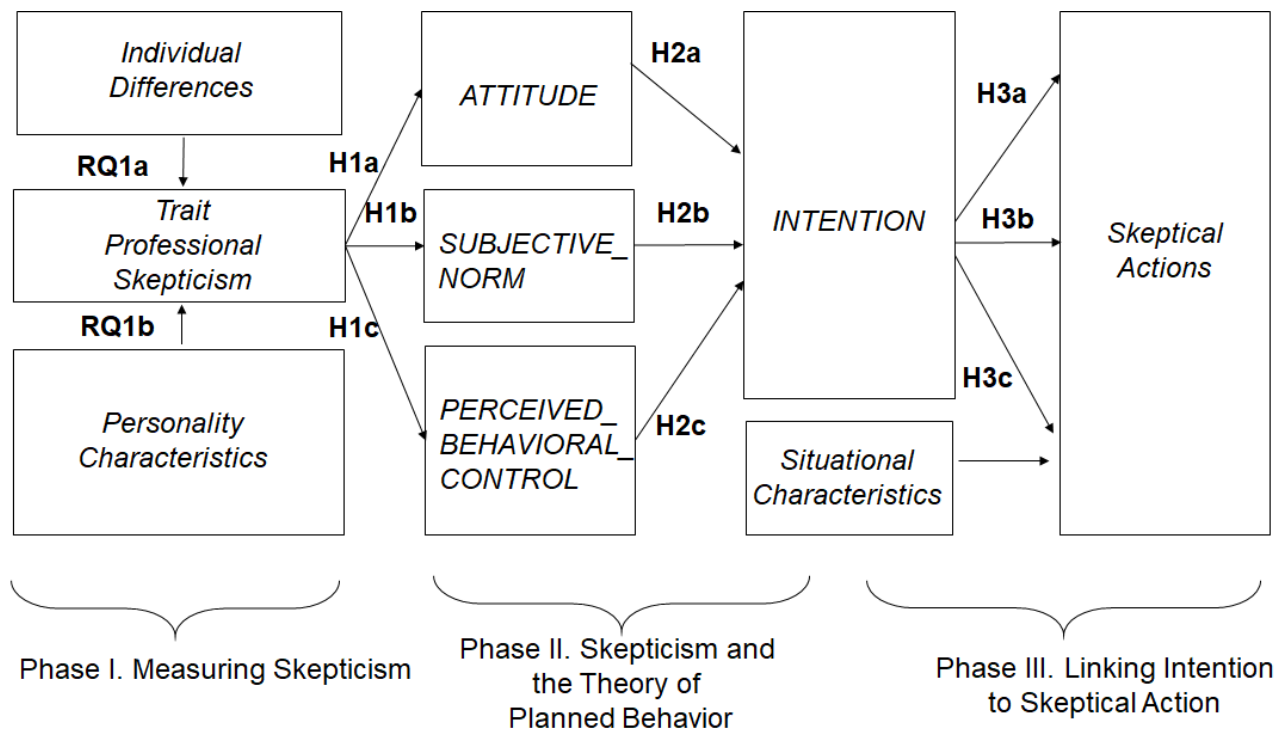 Individual
Differences
RQ1a
Trait
Professional
Skepticism
RQ1b
Personality
Characteristics
H1a
H1b
H1c
ATTITUDE
SUBJECTIVE_
NORM
PERCEIVED_
BEHAVIORAL_
CONTROL
H2a
H2b
H2c
INTENTION
Situational
Characteristics
H3a
H3b
H3c
Skeptical
Actions
Phase I. Measuring Skepticism
Phase II. Skepticism and
the Theory of
Planned Behavior
Phase III. Linking Intention
to Skeptical Action